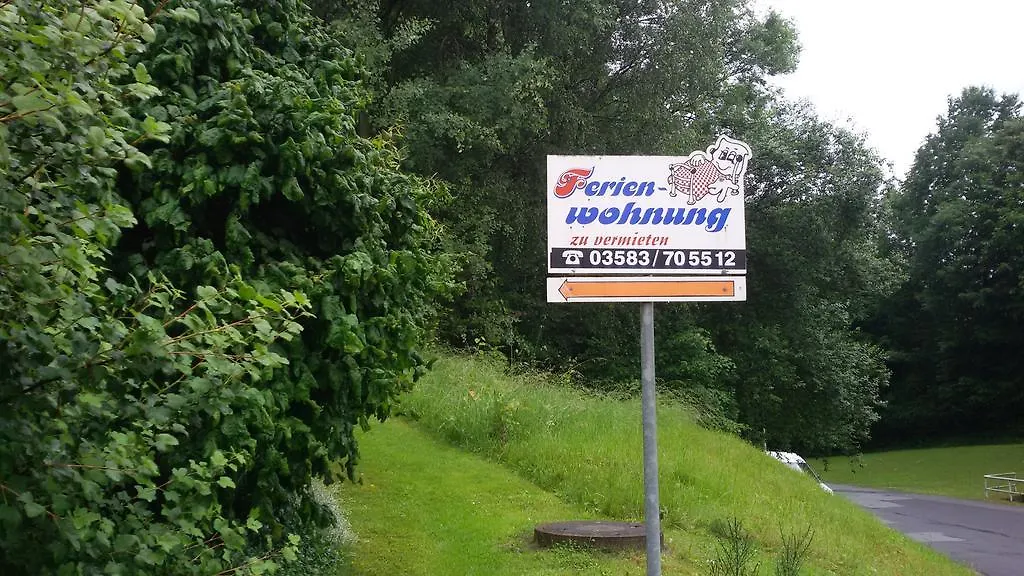 Ferien-
wohnung
zu vermieten
☎ 03583/705512